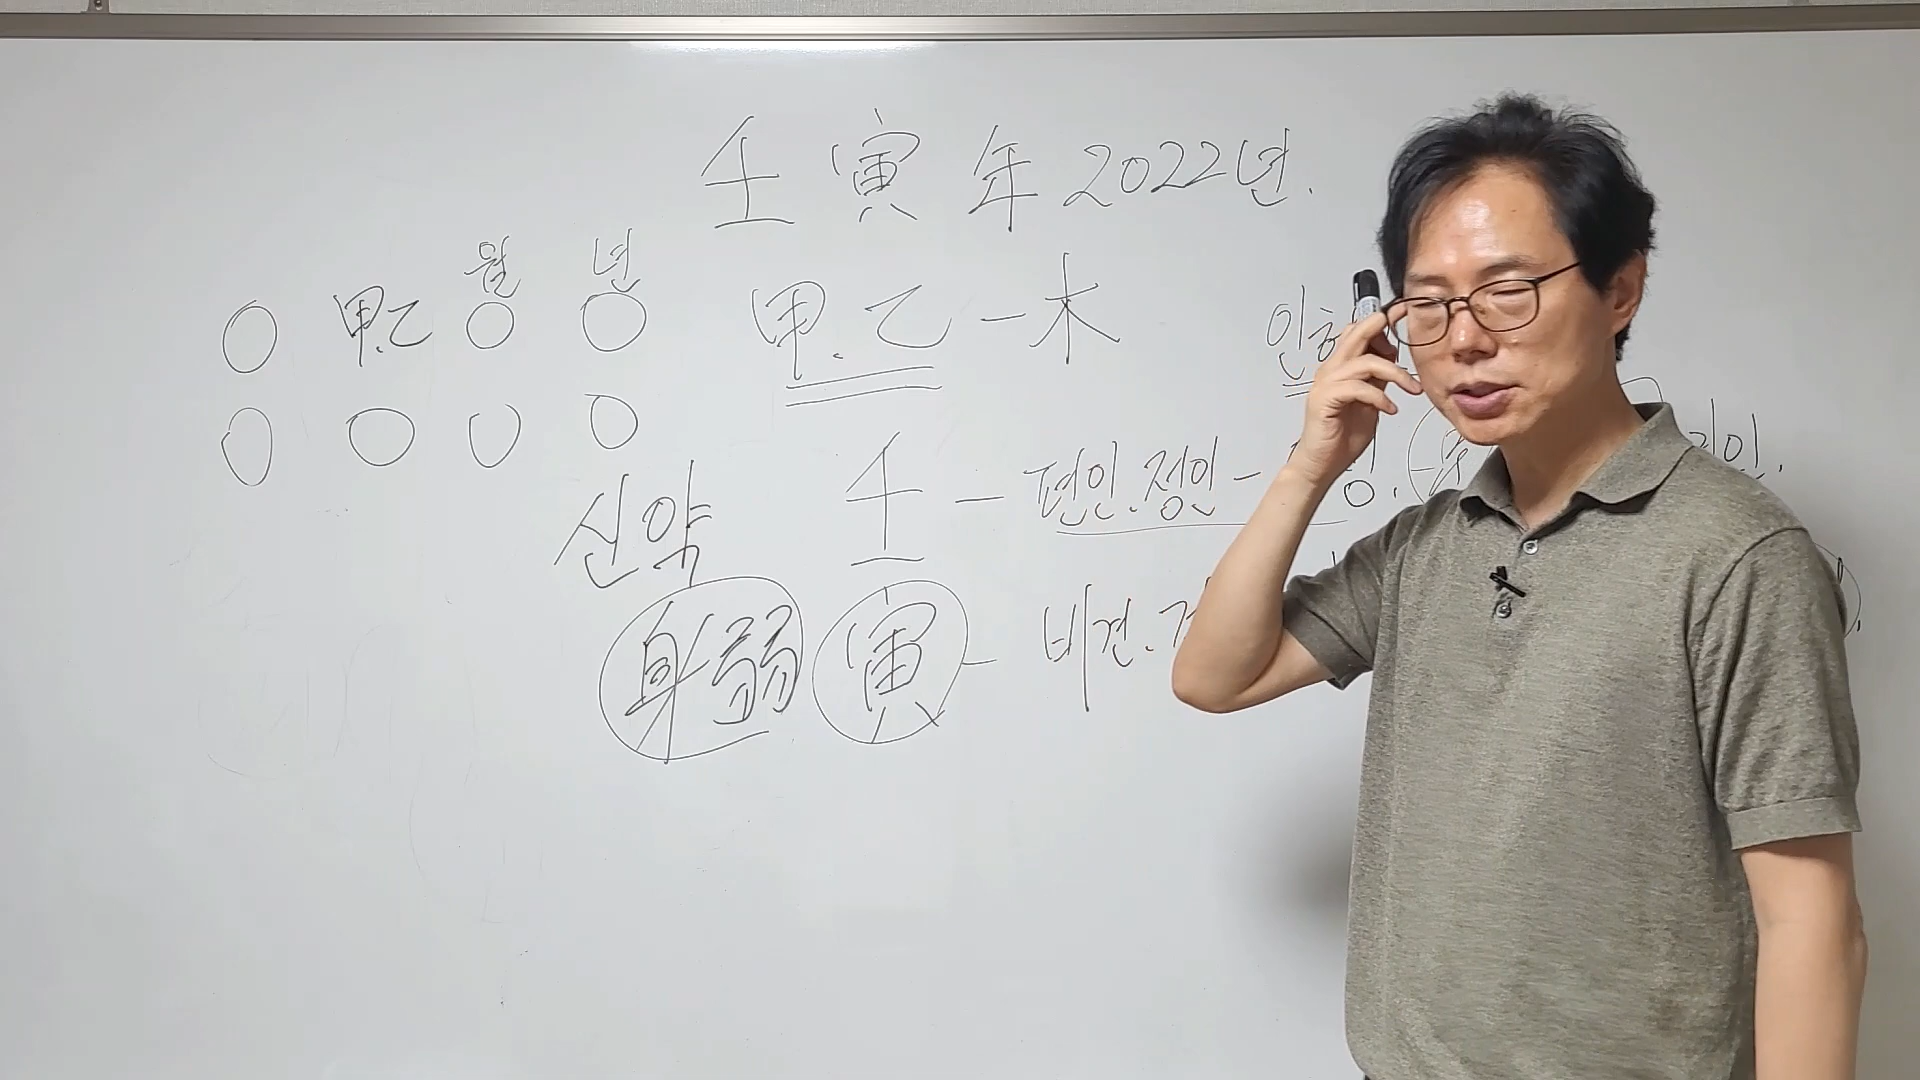 壬 寅 年 2022년.
월 년
甲.乙
甲.乙 - 木
壬 - 편인.정인 -
신약
身弱 寅 - 비견.